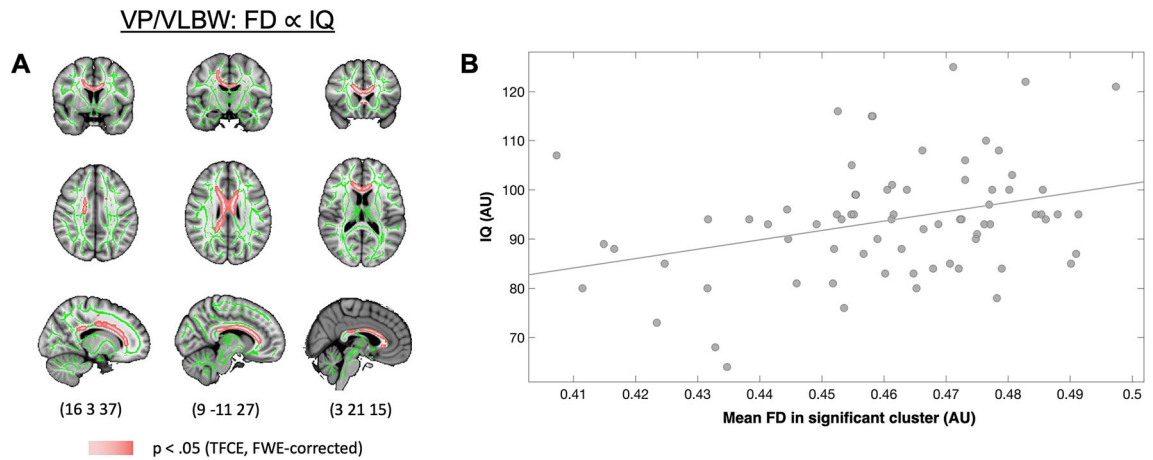 VP/VLBW: FD ∝ IQ
A
(16 3 37) (9 -11 27) (3 21 15)
p < .05 (TFCE, FWE-corrected)
B
IQ (AU)
120
110
100
90
80
70
0.41 0.42 0.43 0.44 0.45 0.46 0.47 0.48 0.49 0.5
Mean FD in significant cluster (AU)